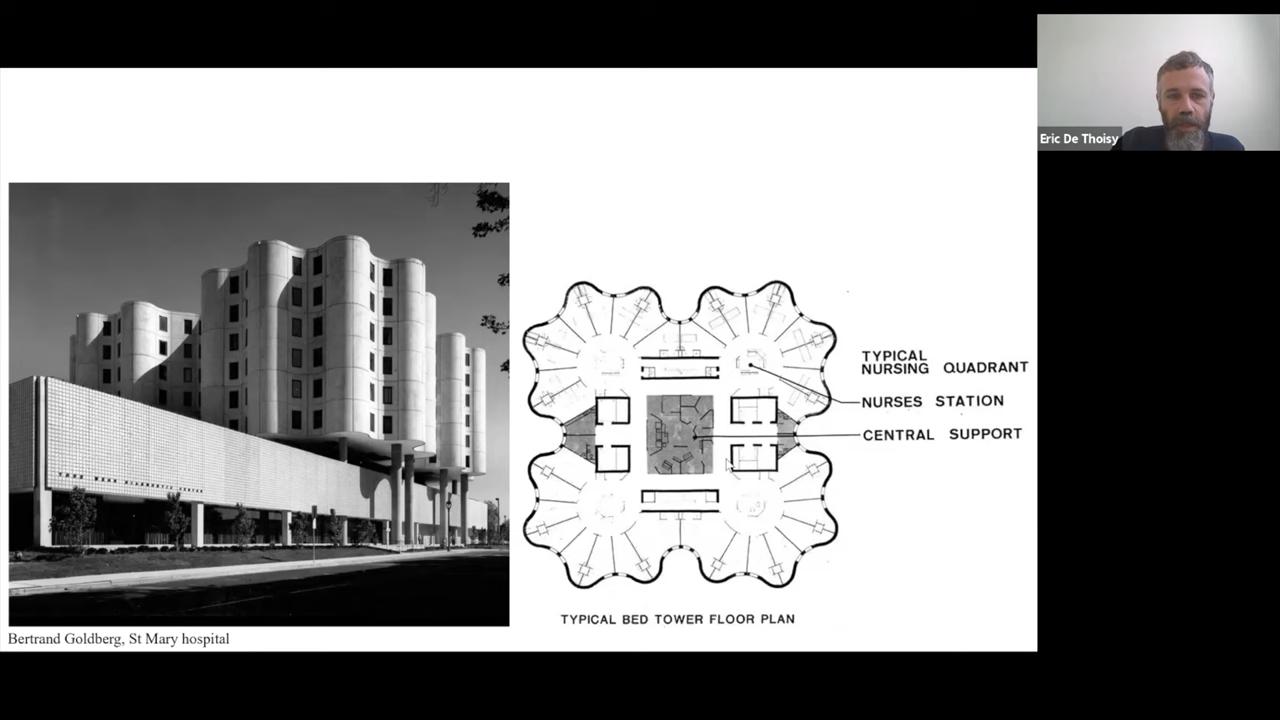 Eric De Thoisy
TYPICAL
NURSING QUADRANT
NURSES STATION
CENTRAL SUPPORT
TYPICAL BED TOWER FLOOR PLAN
Bertrand Goldberg, St Mary hospital